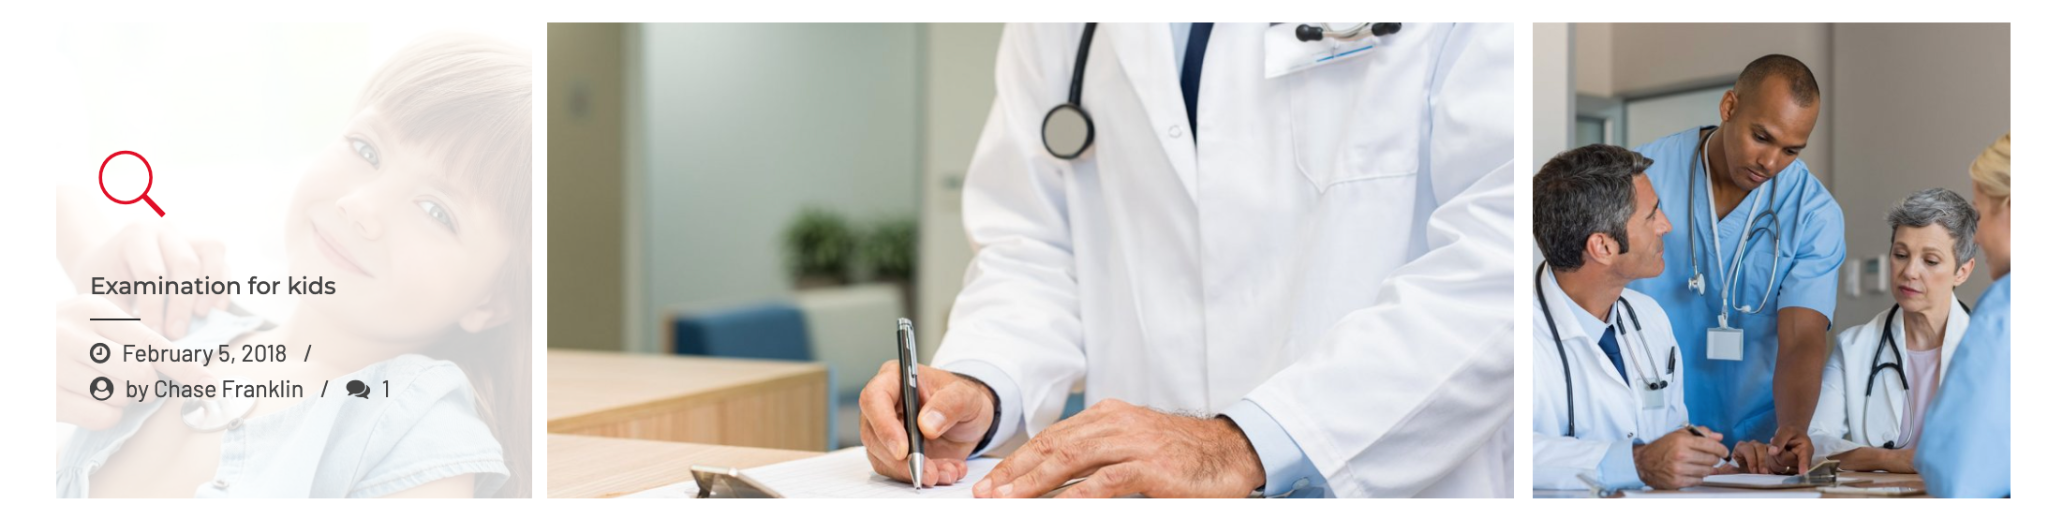 Examination for kids
February 5, 2018 /
by Chase Franklin / 1